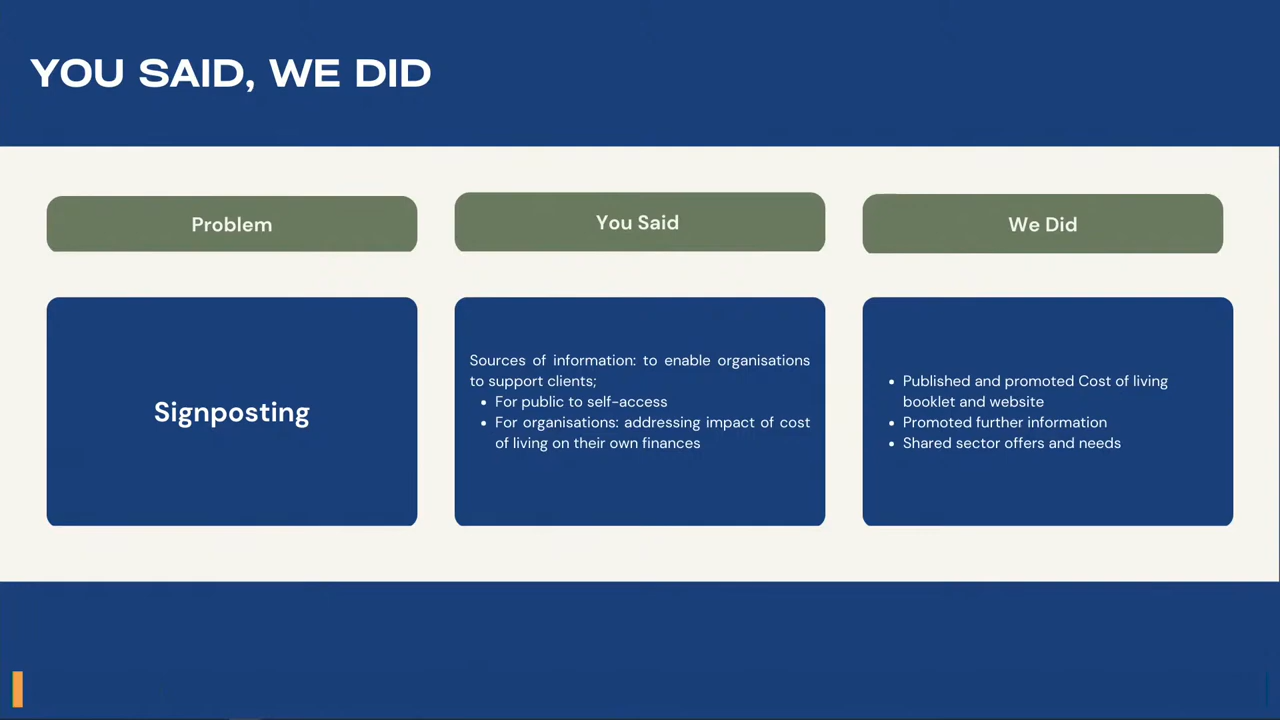 YOU SAID, WE DID
Problem
You Said
We Did
Signposting
Sources of information: to enable organisations
to support clients;
• For public to self-access
• For organisations: addressing impact of cost
of living on their own finances
• Published and promoted Cost of living
booklet and website
• Promoted further information
• Shared sector offers and needs